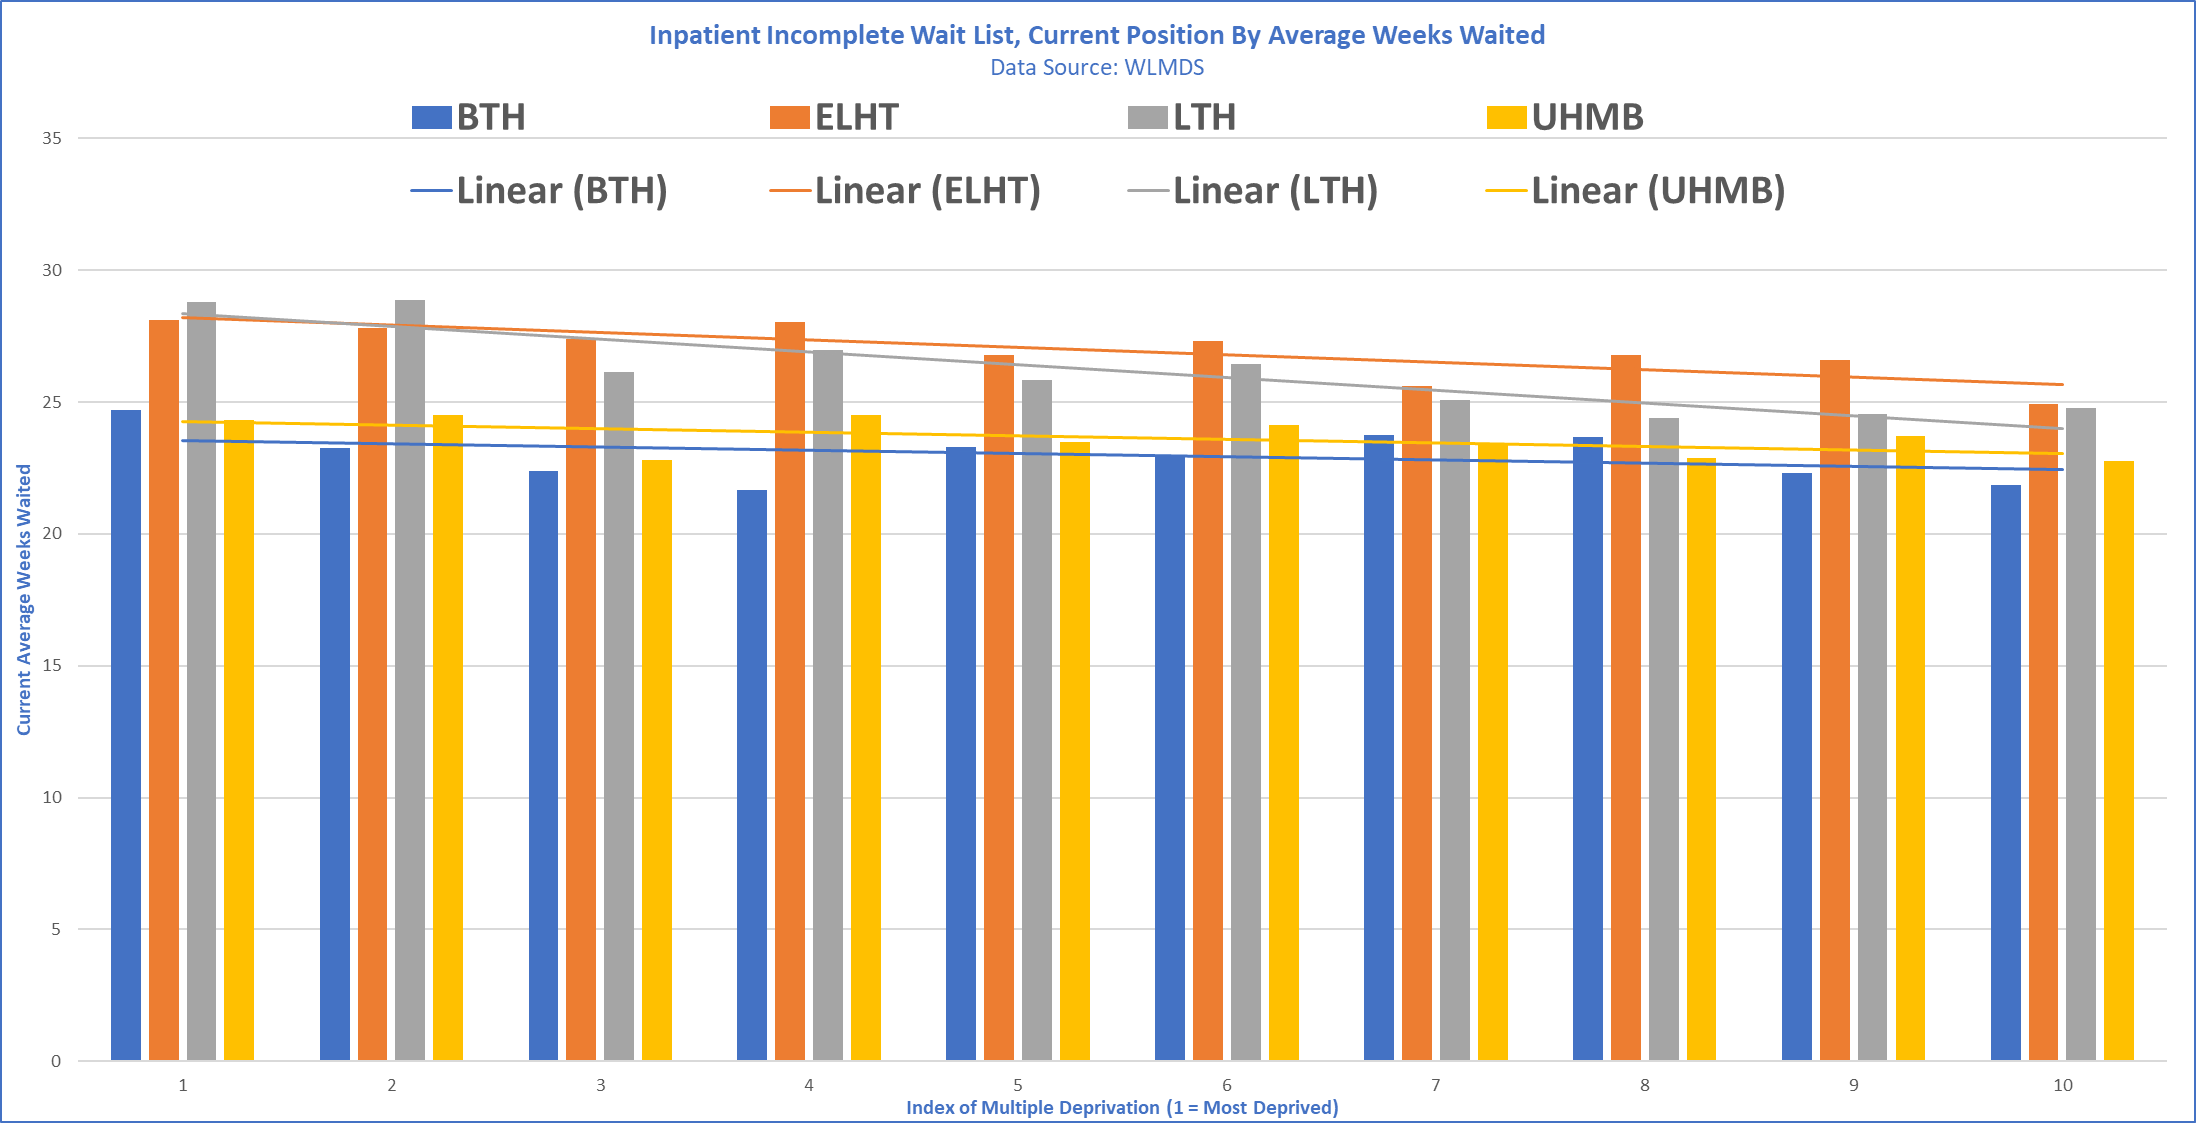 Inpatient Incomplete Wait List, Current Position By Average Weeks Waited
Data Source: WLMDS
BTH ELHT LTH UHMB
Linear (BTH) Linear (ELHT) Linear (LTH) Linear (UHMB)
35
30
25
20
15
10
5
0
Current Average Weeks Waited
1 2 3 4 5 6 7 8 9 10
Index of Multiple Deprivation (1 = Most Deprived)